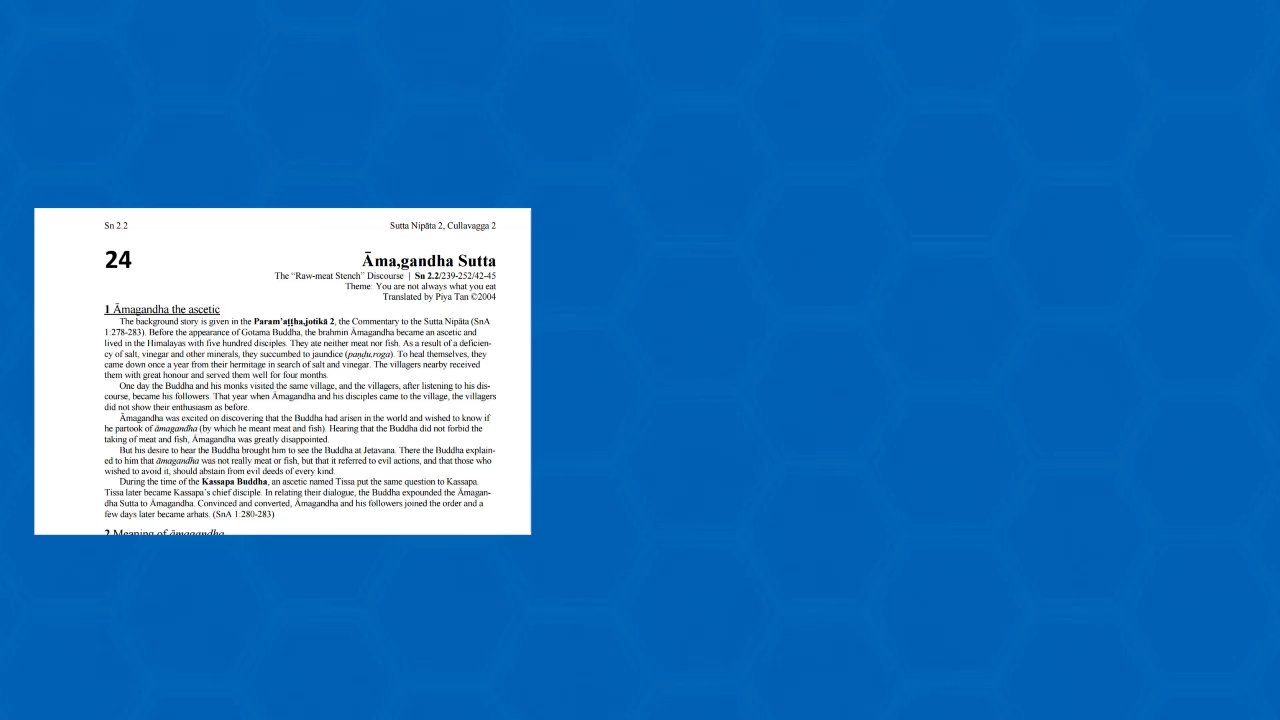 Sn 2.2
Sutta Nipāta 2, Cullavagga 2
24
Āma,gandha Sutta
The “Raw-meat Stench” Discourse | Sn 2.2/239-252/42-45
Theme: You are not always what you eat
Translated by Piya Tan ©2004
1 Āmagandha the ascetic
The background story is given in the Param’aṭṭha,jotikā 2, the Commentary to the Sutta Nipāta (SnA
1:278-283). Before the appearance of Gotama Buddha, the brahmin Āmagandha became an ascetic and
lived in the Himalayas with five hundred disciples. They ate neither meat nor fish. As a result of a deficien-
cy of salt, vinegar and other minerals, they succumbed to jaundice (paṇḍu,roga). To heal themselves, they
came down once a year from their hermitage in search of salt and vinegar. The villagers nearby received
them with great honour and served them well for four months.
One day the Buddha and his monks visited the same village, and the villagers, after listening to his dis-
course, became his followers. That year when Āmagandha and his disciples came to the village, the villagers
did not show their enthusiasm as before.
Āmagandha was excited on discovering that the Buddha had arisen in the world and wished to know if
he partook of āmagandha (by which he meant meat and fish). Hearing that the Buddha did not forbid the
taking of meat and fish, Āmagandha was greatly disappointed.
But his desire to hear the Buddha brought him to see the Buddha at Jetavana. There the Buddha explain-
ed to him that āmagandha was not really meat or fish, but that it referred to evil actions, and that those who
wished to avoid it, should abstain from evil deeds of every kind.
During the time of the Kassapa Buddha, an ascetic named Tissa put the same question to Kassapa.
Tissa later became Kassapa’s chief disciple. In relating their dialogue, the Buddha expounded the Āmagan-
dha Sutta to Āmagandha. Convinced and converted, Āmagandha and his followers joined the order and a
few days later became arhats. (SnA 1:280-283)
2 Meaning of āmagandha